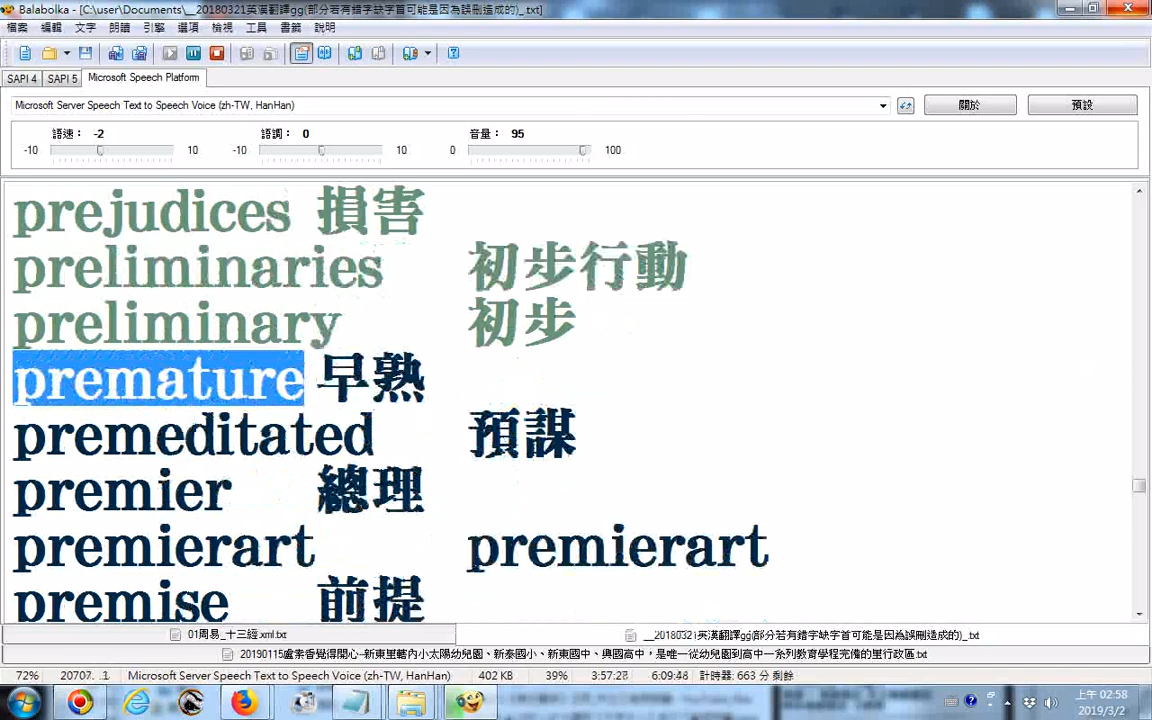 Balabolka - [C:\user\Documents\__20180321英漢翻譯gg(部分若有錯字缺字首可能是因為誤刪造成的)_.txt]
檔案 編輯 文字 朗讀 引擎 選項 檢視 工具 書籤 說明
SAPI 4 SAPI 5 Microsoft Speech Platform
Microsoft Server Speech Text to Speech Voice (zh-TW, HanHan) 關於 預設
語速： -2 語調： 0 音量： 95
-10 10 -10 10 0 100
prejudices 損害
preliminaries 初步行動
preliminary 初步
premature 早熟
premeditated 預謀
premier 總理
premierart premierart
premise 前提
01周易_十三經.xml.txt __20180321英漢翻譯gg(部分若有錯字缺字首可能是因為誤刪造成的)_.txt
20190115盧素香覺得開心--新東里轄內小太陽幼兒園、新泰國小、新東國中、興國高中，是唯一從幼兒園到高中一系列教育學程完備的里行政區.txt
72% 20707. .1 Microsoft Server Speech Text to Speech Voice (zh-TW, HanHan) 402 KB 39% 3:57:28 6:09:48 計時器: 663 分 剩餘
上午 02:58
2019/3/2